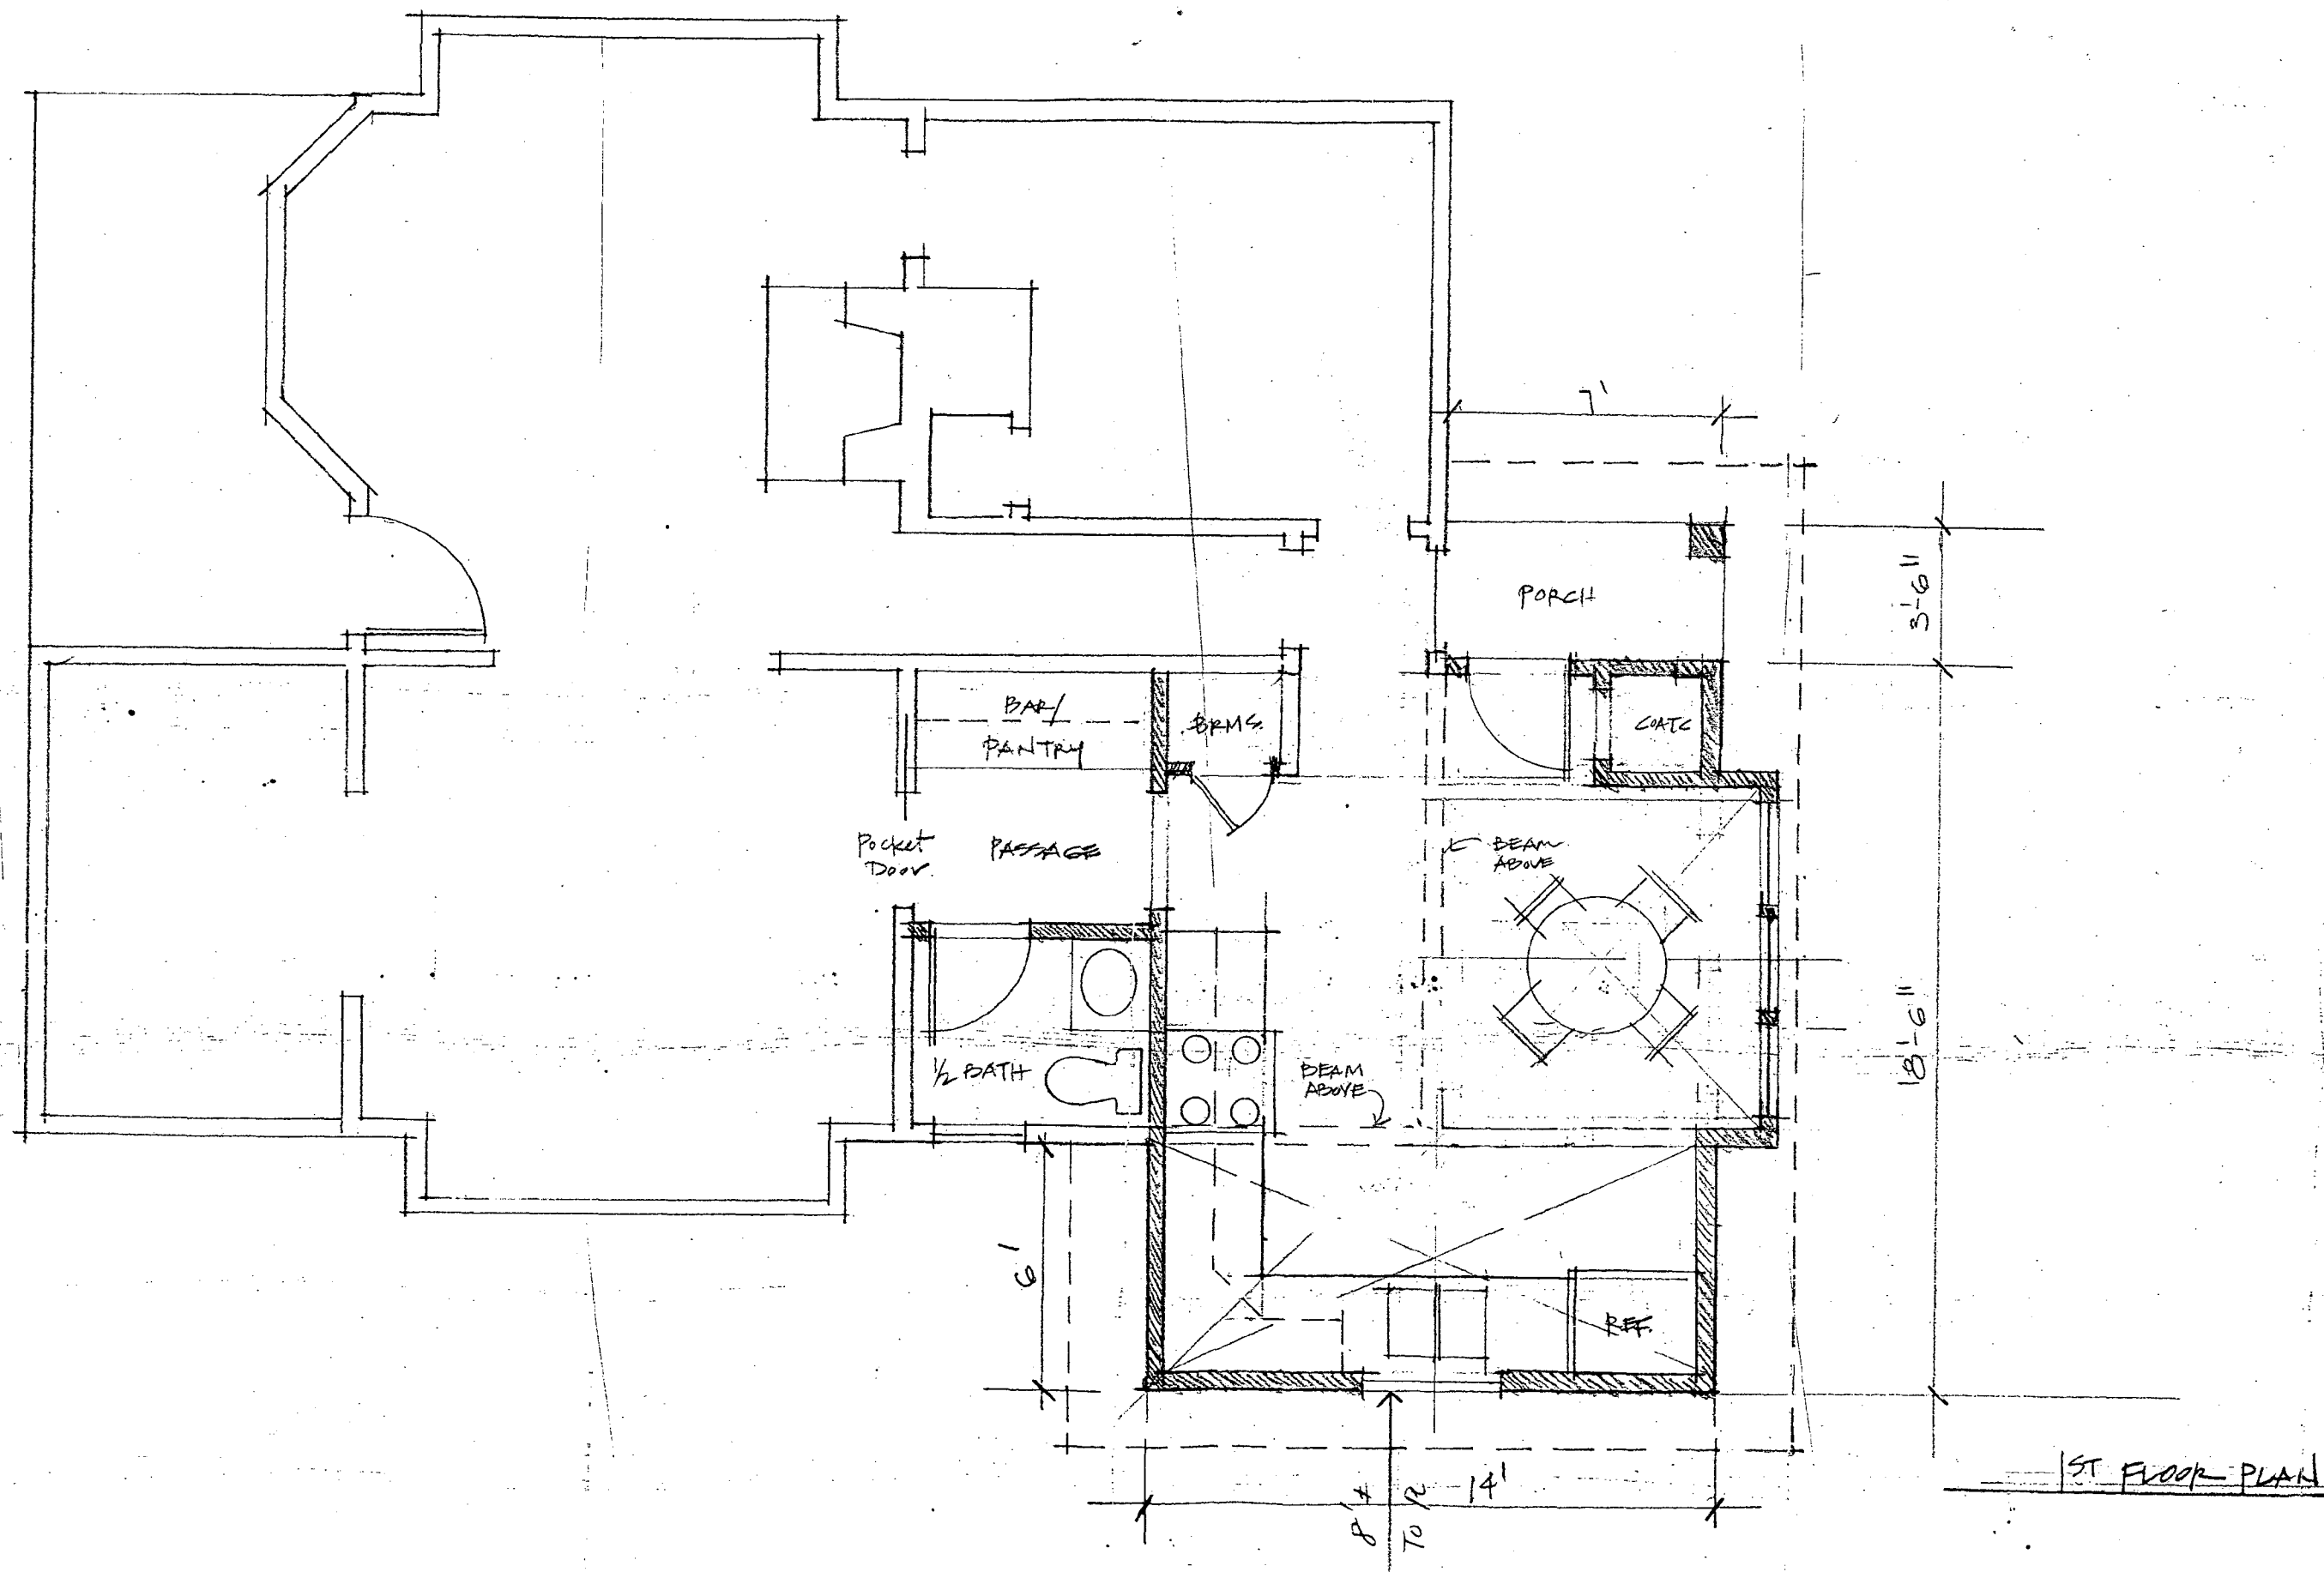 7'
PORCH
3'-6"
BAR/
PANTRY
BRMS.
COATS
Pocket
Door.
PASSAGE
BEAM
ABOVE
1/2 BATH
BEAM
ABOVE
18'-6"
6'
REF.
14'
8'±
TO PL
1ST FLOOR PLAN